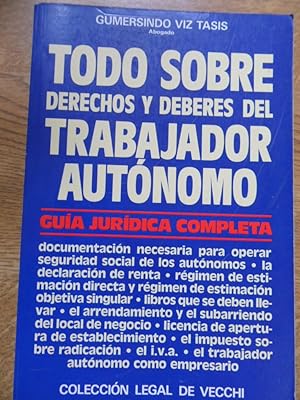 GUMERSINDO VIZ TASIS
Abogado
TODO SOBRE
DERECHOS Y DEBERES DEL
TRABAJADOR
AUTÓNOMO
GUÍA JURÍDICA COMPLETA
documentación necesaria para operar
seguridad social de los autónomos • la
declaración de renta • régimen de esti-
mación directa y régimen de estimación
objetiva singular • libros que se deben lle-
var • el arrendamiento y el subarriendo
del local de negocio • licencia de apertu-
ra de establecimiento • el impuesto so-
bre radicación • el i.v.a. • el trabajador
autónomo como empresario
COLECCIÓN LEGAL DE VECCHI